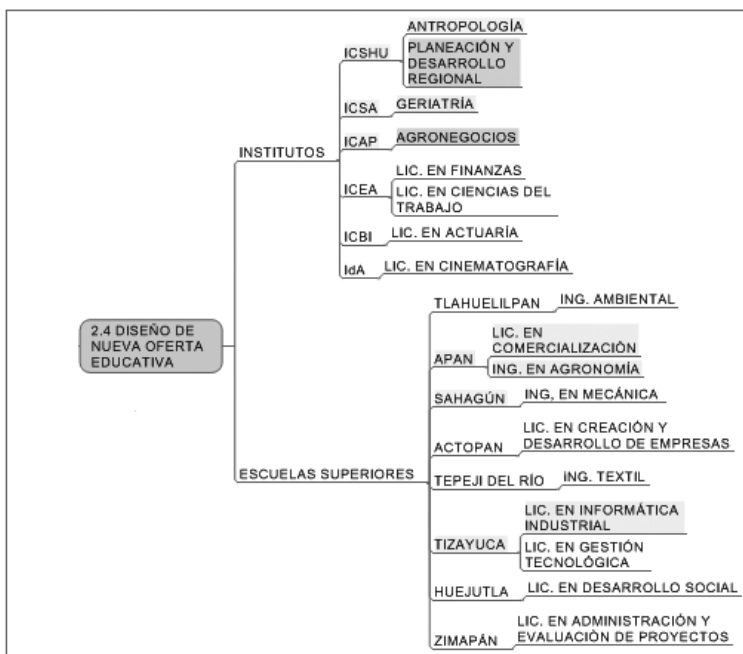 2.4 DISEÑO DE
NUEVA OFERTA
EDUCATIVA
INSTITUTOS
ICSHU
ANTROPOLOGÍA
PLANEACIÓN Y
DESARROLLO
REGIONAL
ICSA
GERIATRÍA
ICAP
AGRONEGOCIOS
ICEA
LIC. EN FINANZAS
LIC. EN CIENCIAS DEL
TRABAJO
ICBI
LIC. EN ACTUARÍA
IdA
LIC. EN CINEMATOGRAFÍA
ESCUELAS SUPERIORES
TLAHUELILPAN
ING. AMBIENTAL
APAN
LIC. EN
COMERCIALIZACIÒN
ING. EN AGRONOMÍA
SAHAGÚN
ING, EN MECÁNICA
ACTOPAN
LIC. EN CREACIÓN Y
DESARROLLO DE EMPRESAS
TEPEJI DEL RÍO
ING. TEXTIL
TIZAYUCA
LIC. EN INFORMÁTICA
INDUSTRIAL
LIC. EN GESTIÓN
TECNOLÓGICA
HUEJUTLA
LIC. EN DESARROLLO SOCIAL
ZIMAPÁN
LIC. EN ADMINISTRACIÓN Y
EVALUACIÒN DE PROYECTOS